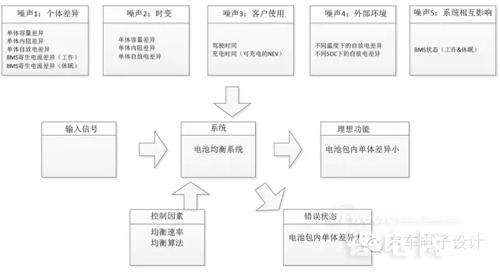 噪声1：个体差异
单体容量差异
单体内阻差异
单体自放电差异
BMS寄生电流差异（工作）
BMS寄生电流差异（休眠）
噪声2：时变
单体容量差异
单体内阻差异
单体自放电差异
噪声3：客户使用
驾驶时间
充电时间（可充电的NEV）
噪声4：外部环境
不同温度下的自放电差异
不同SOC下的自放电差异
噪声5：系统相互影响
BMS状态（工作&休眠）
输入信号
系统
电池均衡系统
理想功能
电池包内单体差异小
控制因素
均衡速率
均衡算法
错误状态
电池包内单体差异大